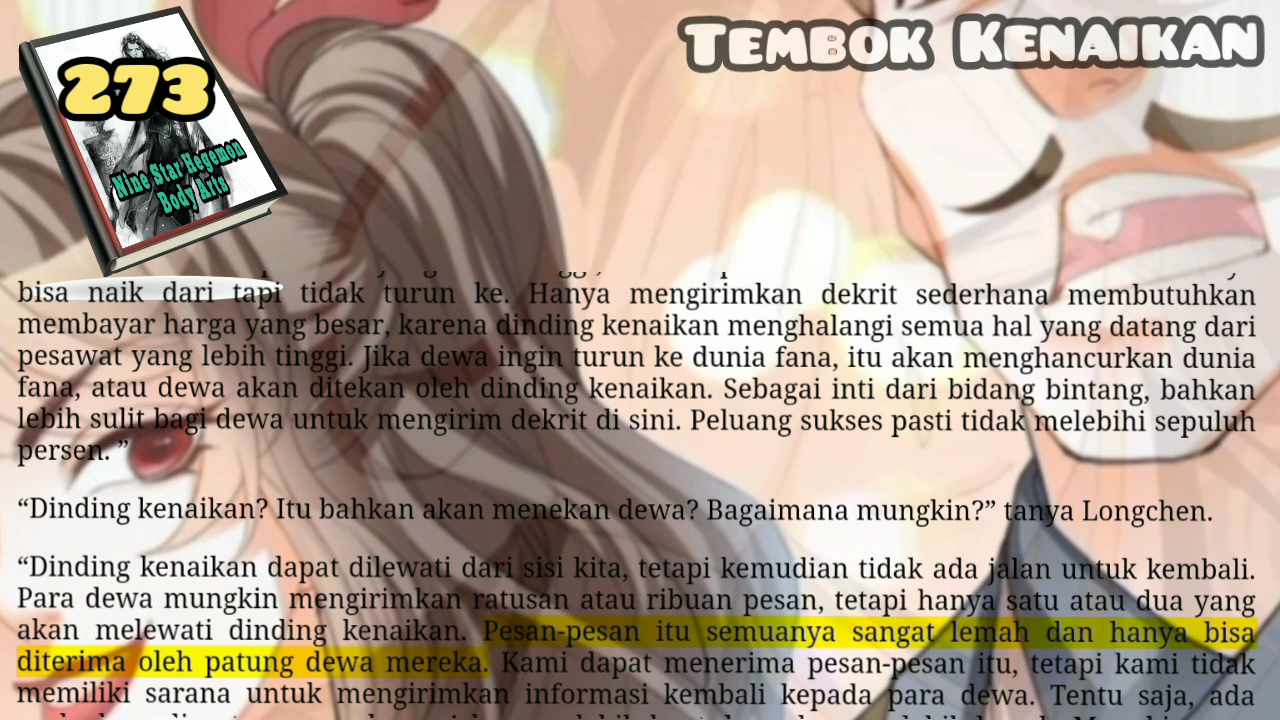 TEMBOK KENAIKAN
273
Nine Star Hegemon
Body Arts
bisa naik dari tapi tidak turun ke. Hanya mengirimkan dekrit sederhana membutuhkan
membayar harga yang besar, karena dinding kenaikan menghalangi semua hal yang datang dari
pesawat yang lebih tinggi. Jika dewa ingin turun ke dunia fana, itu akan menghancurkan dunia
fana, atau dewa akan ditekan oleh dinding kenaikan. Sebagai inti dari bidang bintang, bahkan
lebih sulit bagi dewa untuk mengirim dekrit di sini. Peluang sukses pasti tidak melebihi sepuluh
persen. ”
“Dinding kenaikan? Itu bahkan akan menekan dewa? Bagaimana mungkin?” tanya Longchen.
“Dinding kenaikan dapat dilewati dari sisi kita, tetapi kemudian tidak ada jalan untuk kembali.
Para dewa mungkin mengirimkan ratusan atau ribuan pesan, tetapi hanya satu atau dua yang
akan melewati dinding kenaikan. Pesan-pesan itu semuanya sangat lemah dan hanya bisa
diterima oleh patung dewa mereka. Kami dapat menerima pesan-pesan itu, tetapi kami tidak
memiliki sarana untuk mengirimkan informasi kembali kepada para dewa. Tentu saja, ada